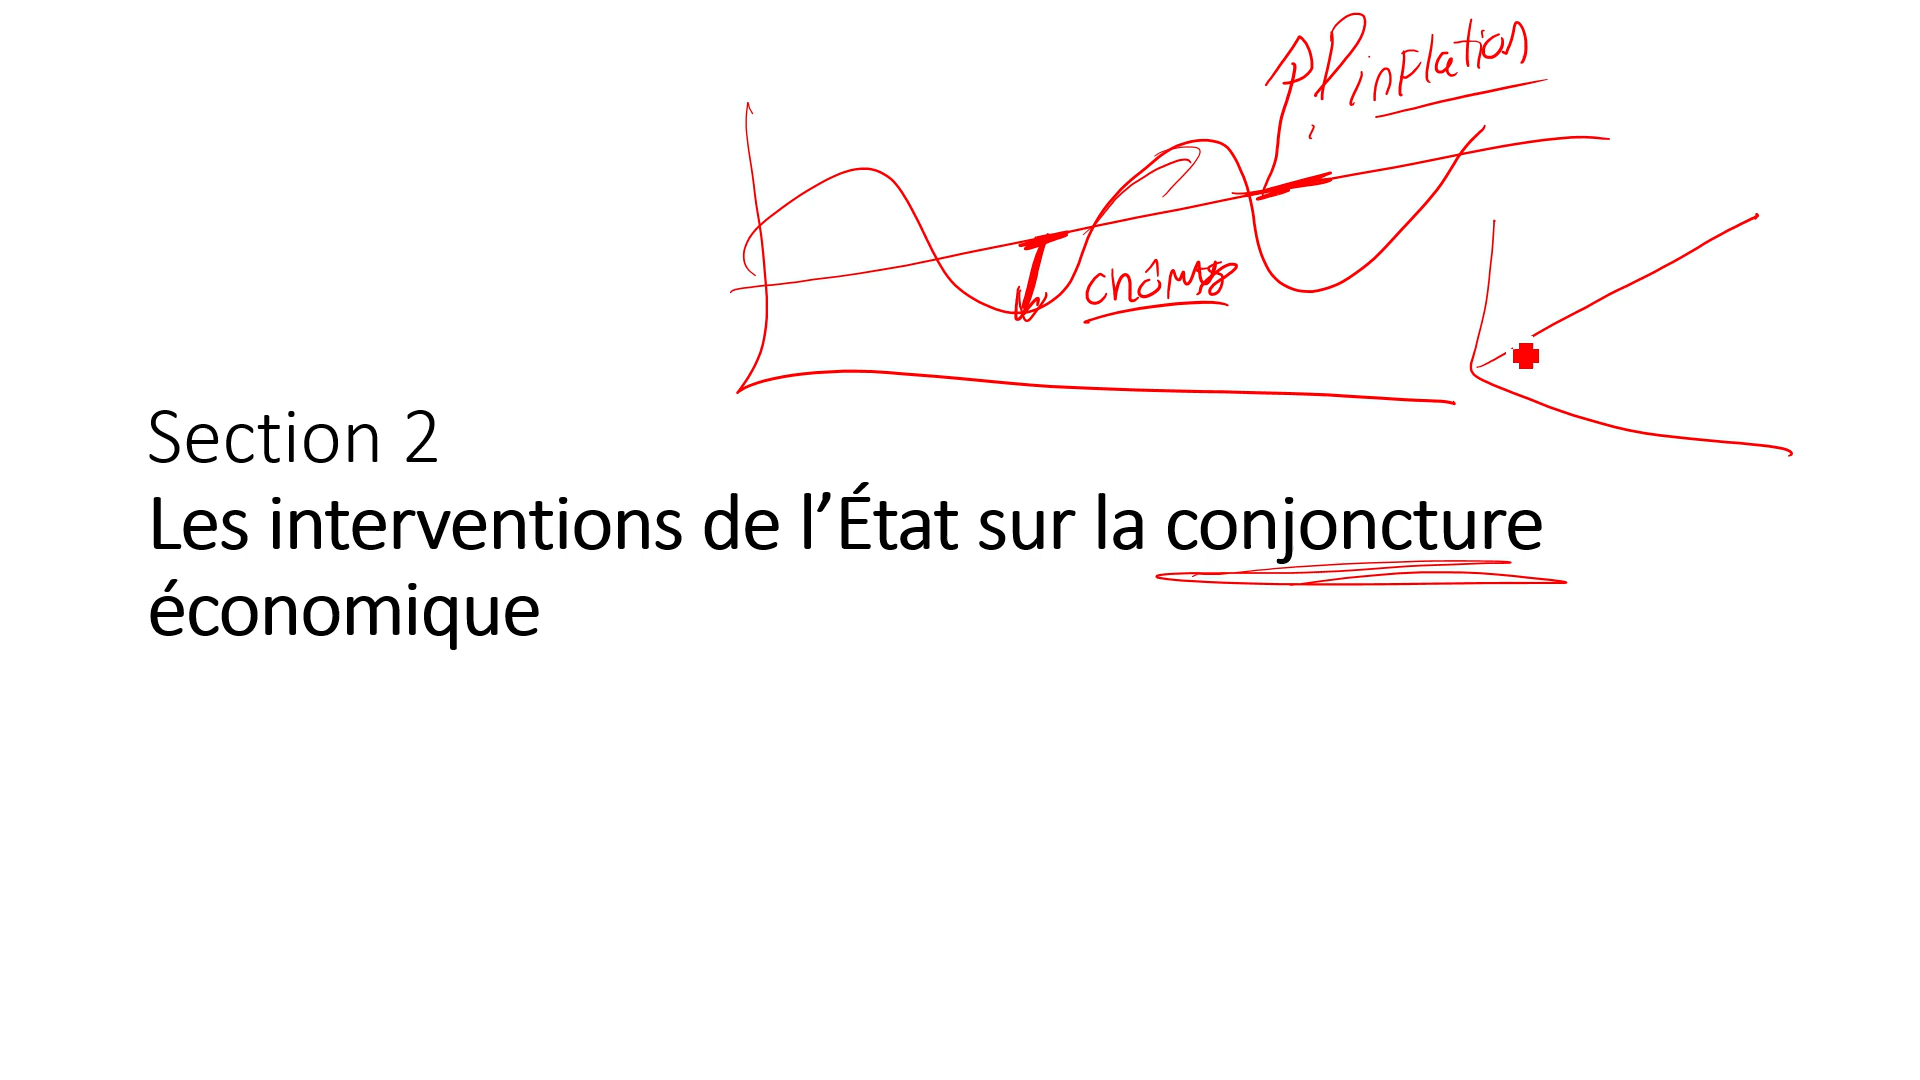 P inflation
chômage
Section 2
Les interventions de l’État sur la conjoncture
économique